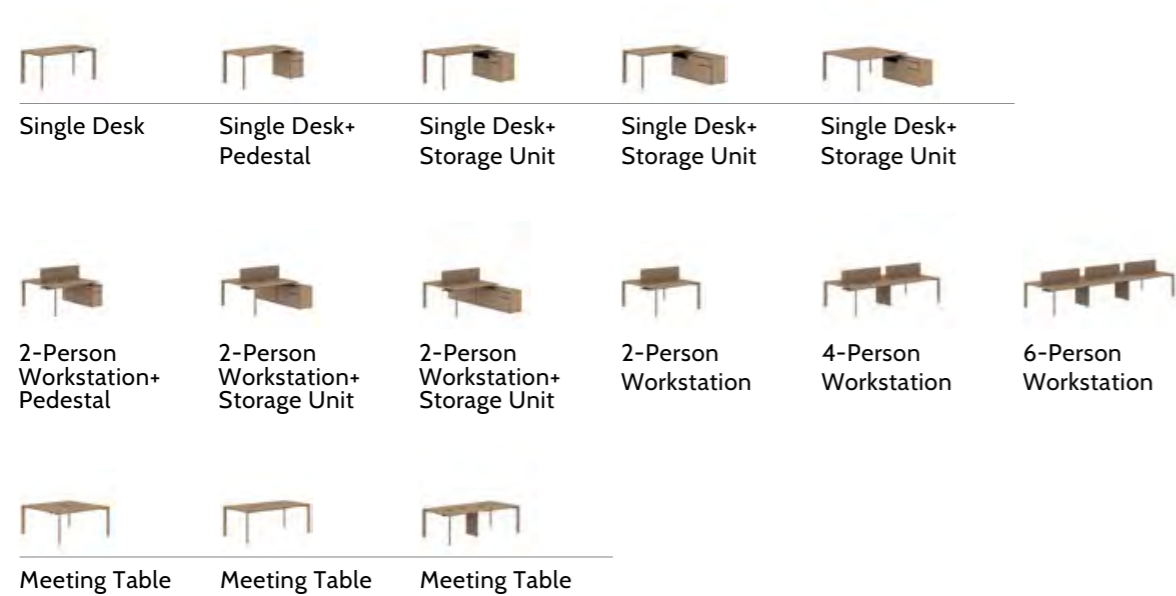 Single Desk
Single Desk+
Pedestal
Single Desk+
Storage Unit
Single Desk+
Storage Unit
Single Desk+
Storage Unit
2-Person
Workstation+
Pedestal
2-Person
Workstation+
Storage Unit
2-Person
Workstation+
Storage Unit
2-Person
Workstation
4-Person
Workstation
6-Person
Workstation
Meeting Table
Meeting Table
Meeting Table